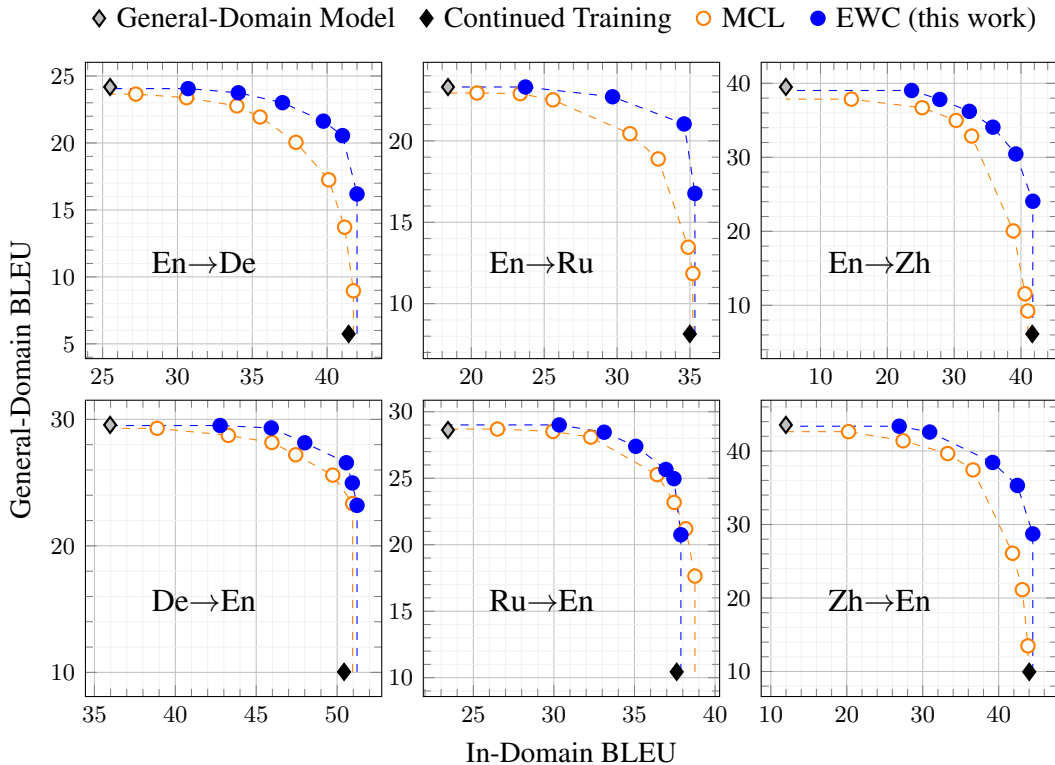 General-Domain Model Continued Training MCL EWC (this work)
General-Domain BLEU
25
20
15
10
5
En→De
25 30 35 40
20
15
10
En→Ru
20 25 30 35
40
30
20
10
En→Zh
10 20 30 40
30
20
10
De→En
35 40 45 50
30
25
20
15
10
Ru→En
25 30 35 40
40
30
20
10
Zh→En
10 20 30 40
In-Domain BLEU